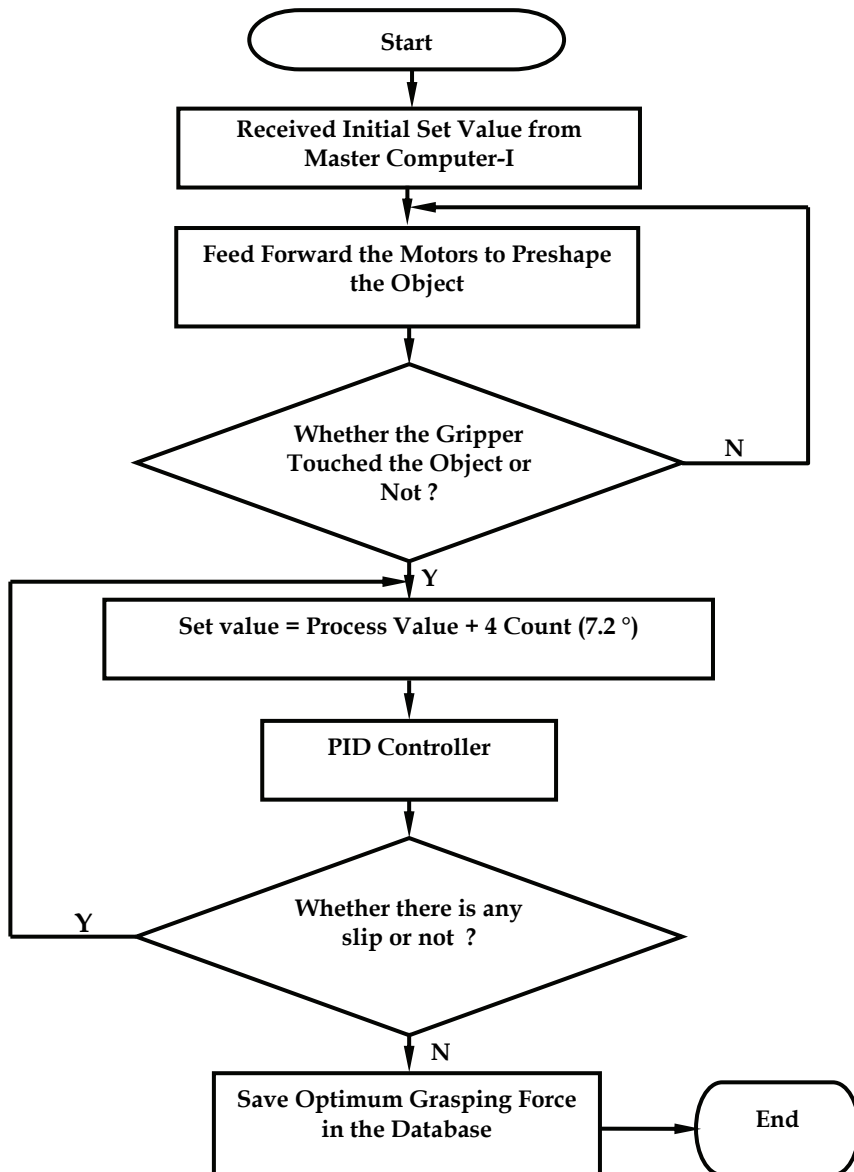 Start
Received Initial Set Value from
Master Computer-I
Feed Forward the Motors to Preshape
the Object
Whether the Gripper
Touched the Object or
Not ?
N
Y
Set value = Process Value + 4 Count (7.2 °)
PID Controller
Whether there is any
slip or not ?
Y
N
Save Optimum Grasping Force
in the Database
End